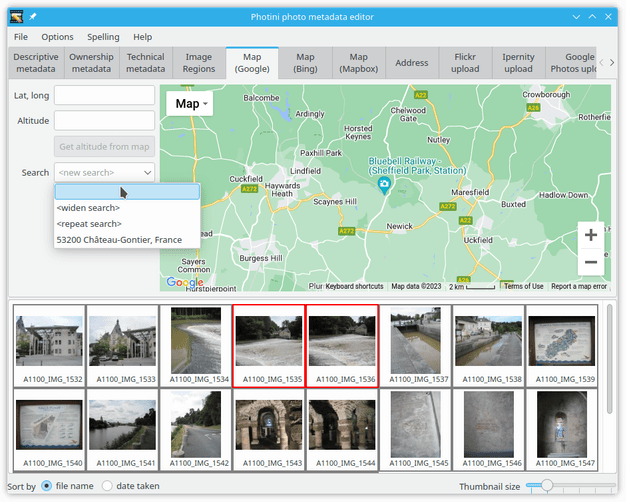 Photini photo metadata editor
File Options Spelling Help
Descriptive metadata
Ownership metadata
Technical metadata
Image Regions
Map (Google)
Map (Bing)
Map (Mapbox)
Address
Flickr upload
Ipernity upload
Google Photos uplo
Lat, long
Altitude
Get altitude from map
Search <new search>
<widen search>
<repeat search>
53200 Château-Gontier, France
Map
A22
Crowborough
A26
Balcombe
Ardingly
Chelwood Gate
Rotherfie
Horsted Keynes
Nutley
Paxhill Park
Bluebell Railway - (Sheffield Park, Station)
Lindfield
Cuckfield
A272
Haywards Heath
Maresfield
Hadlow Down
Scaynes Hill
A22
Buxted
A272
Newick
A272
Uckfield
Burgess Hill
Sayers Common
Hurstpierpoint
Google
Plur
Keyboard shortcuts
Map data ©2023
2 km
Terms of Use
Report a map error
A1100_IMG_1532
A1100_IMG_1533
A1100_IMG_1534
A1100_IMG_1535
A1100_IMG_1536
A1100_IMG_1537
A1100_IMG_1538
A1100_IMG_1539
A1100_IMG_1540
A1100_IMG_1541
A1100_IMG_1542
A1100_IMG_1543
A1100_IMG_1544
A1100_IMG_1545
A1100_IMG_1546
A1100_IMG_1547
Sort by file name date taken
Thumbnail size